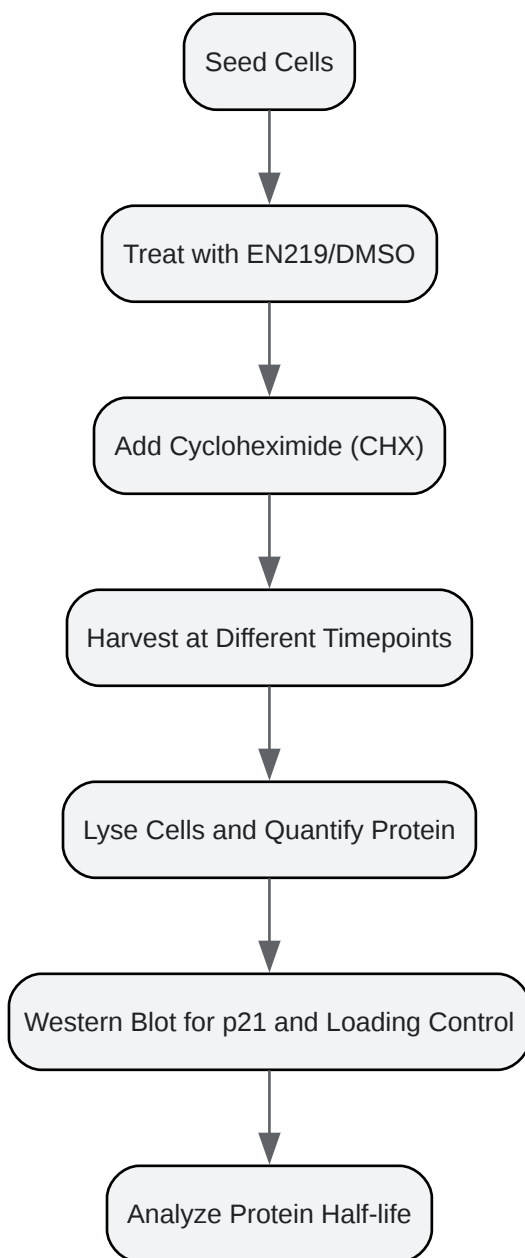 Seed Cells
Treat with EN219/DMSO
Add Cycloheximide (CHX)
Harvest at Different Timepoints
Lyse Cells and Quantify Protein
Western Blot for p21 and Loading Control
Analyze Protein Half-life